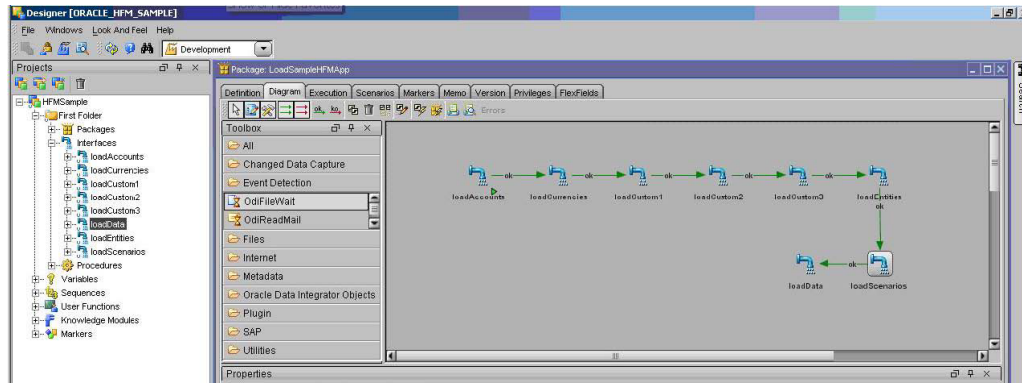 Designer [ORACLE_HFM_SAMPLE]
File Windows Look And Feel Help
Development
Projects
HFMSample
First Folder
Packages
Interfaces
loadAccounts
loadCurrencies
loadCustom1
loadCustom2
loadCustom3
loadData
loadEntities
loadScenarios
Procedures
Variables
Sequences
User Functions
Knowledge Modules
Markers
Package: LoadSampleHFMApp
Definition Diagram Execution Scenarios Markers Memo Version Privileges FlexFields
ok ko Errors
Toolbox
All
Changed Data Capture
Event Detection
OdiFileWait
OdiReadMail
Files
Internet
Metadata
Oracle Data Integrator Objects
Plugin
SAP
Utilities
ok ok ok ok ok
loadAccounts loadCurrencies loadCustom1 loadCustom2 loadCustom3 loadEntities
ok
ok
loadData loadScenarios
Properties
Search